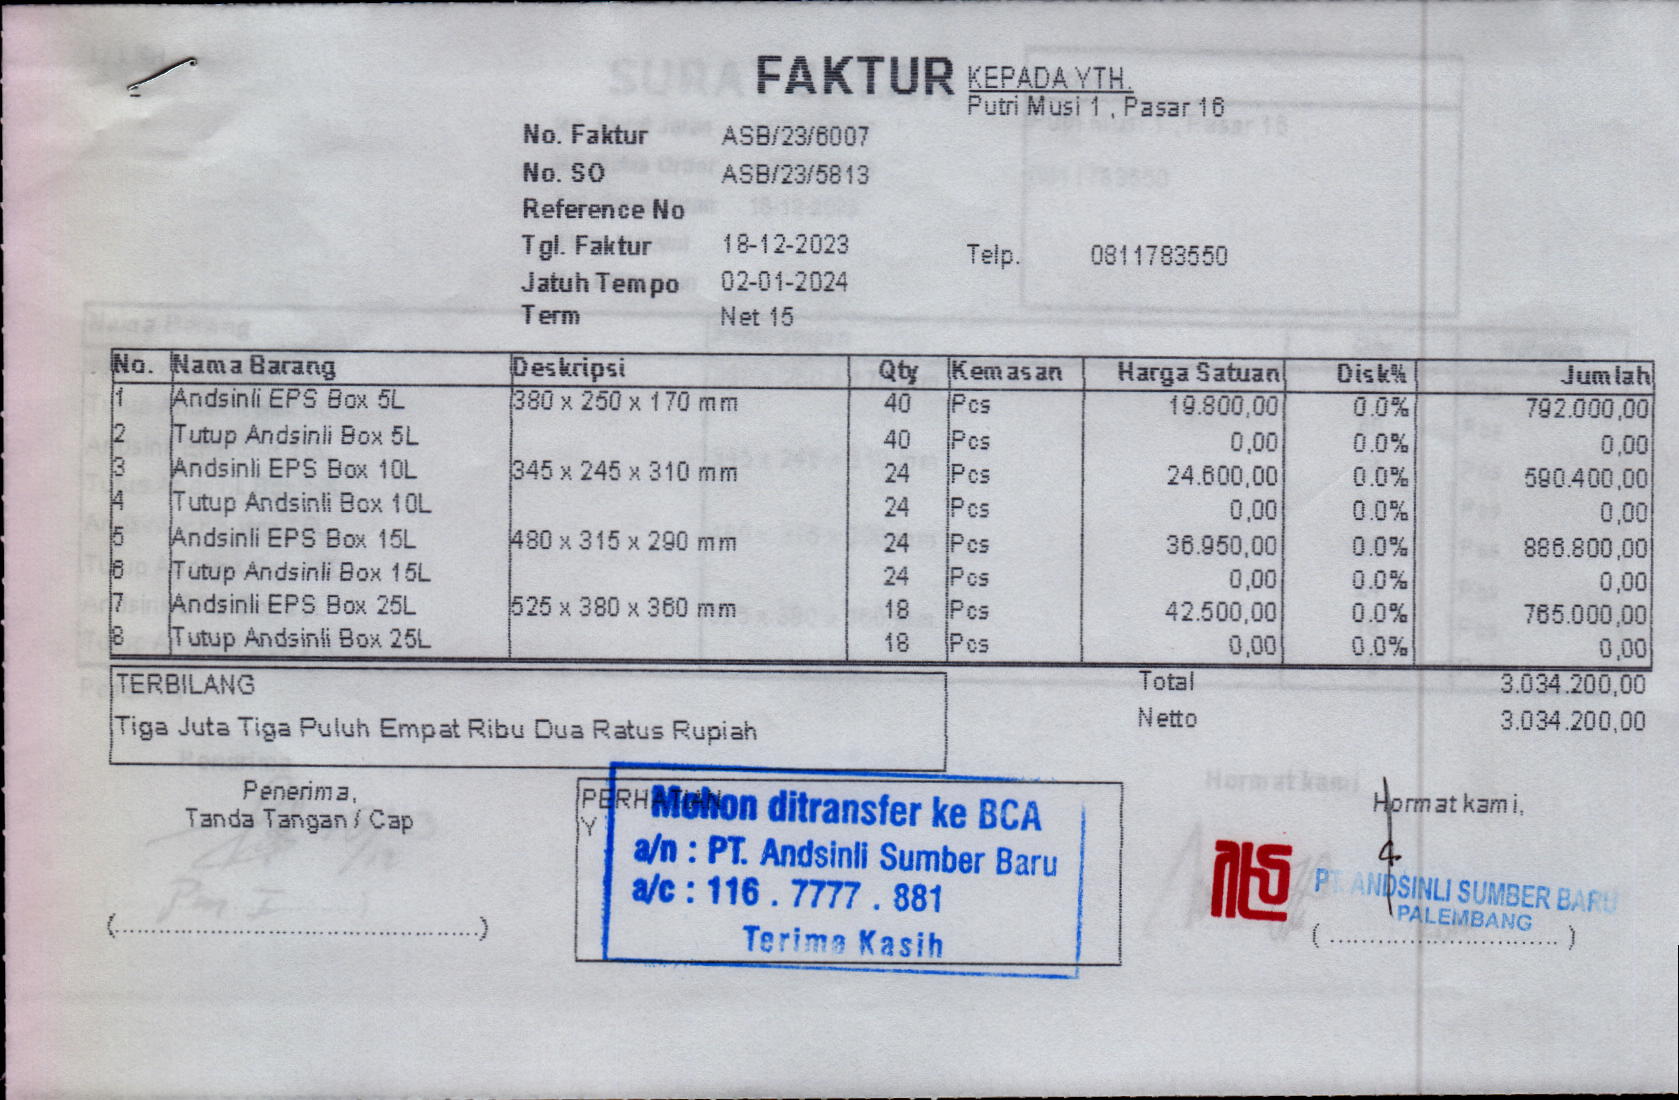 FAKTUR
KEPADA YTH.
Putri Musi 1 , Pasar 16
No. Faktur ASB/23/6007
No. SO ASB/23/5813
Reference No
Tgl. Faktur 18-12-2023
Telp. 0811783550
Jatuh Tempo 02-01-2024
Term Net 15
No. Nama Barang Deskripsi Qty Kemasan Harga Satuan Disk% Jumlah
1 Andsinli EPS Box 5L 380 x 250 x 170 mm 40 Pcs 19.800,00 0.0% 792.000,00
2 Tutup Andsinli Box 5L 40 Pcs 0,00 0.0% 0,00
3 Andsinli EPS Box 10L 345 x 245 x 310 mm 24 Pcs 24.600,00 0.0% 590.400,00
4 Tutup Andsinli Box 10L 24 Pcs 0,00 0.0% 0,00
5 Andsinli EPS Box 15L 480 x 315 x 290 mm 24 Pcs 36.950,00 0.0% 886.800,00
6 Tutup Andsinli Box 15L 24 Pcs 0,00 0.0% 0,00
7 Andsinli EPS Box 25L 525 x 380 x 360 mm 18 Pcs 42.500,00 0.0% 765.000,00
8 Tutup Andsinli Box 25L 18 Pcs 0,00 0.0% 0,00
TERBILANG
Tiga Juta Tiga Puluh Empat Ribu Dua Ratus Rupiah
Total 3.034.200,00
Netto 3.034.200,00
Penerima,
Tanda Tangan / Cap
PERHATIAN
Y
Mohon ditransfer ke BCA
a/n : PT. Andsinli Sumber Baru
a/c : 116 . 7777 . 881
Terima Kasih
Hormat kami,
PT. ANDSINLI SUMBER BARU
PALEMBANG